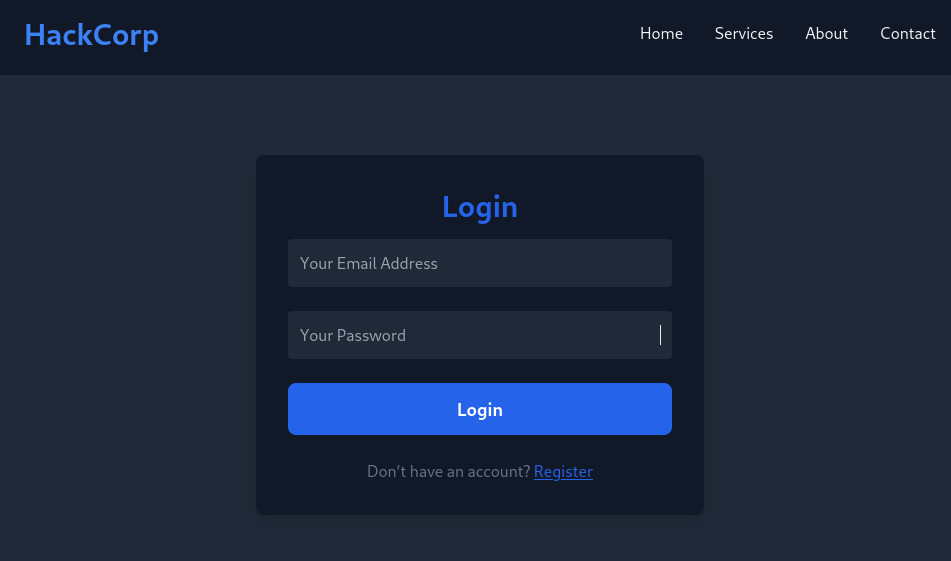 HackCorp
Home Services About Contact
Login
Your Email Address
Your Password
Login
Don't have an account? Register